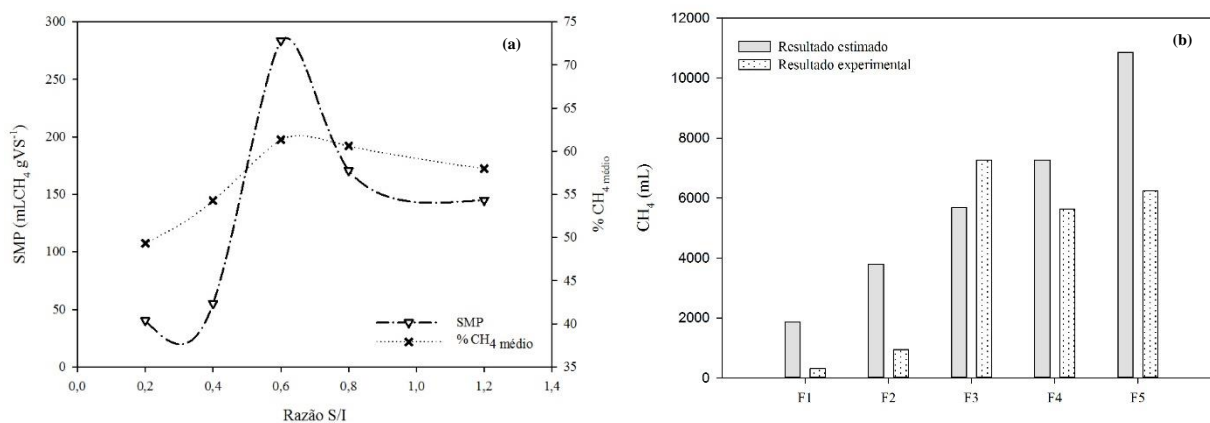 (a)
SMP (mLCH4 gVS-1)
300
250
200
150
100
50
0
75
70
65
60
55
50
45
40
35
% CH4 médio
SMP
% CH4 médio
0,0 0,2 0,4 0,6 0,8 1,0 1,2 1,4
Razão S/I
(b)
CH4 (mL)
12000
10000
8000
6000
4000
2000
0
Resultado estimado
Resultado experimental
F1 F2 F3 F4 F5